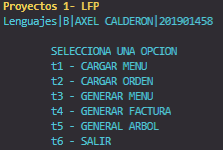 Proyectos 1- LFP
Lenguajes|B|AXEL CALDERON|201901458
SELECCIONA UNA OPCION
t1 - CARGAR MENU
t2 - CARGAR ORDEN
t3 - GENERAR MENU
t4 - GENERAR FACTURA
t5 - GENERAL ARBOL
t6 - SALIR